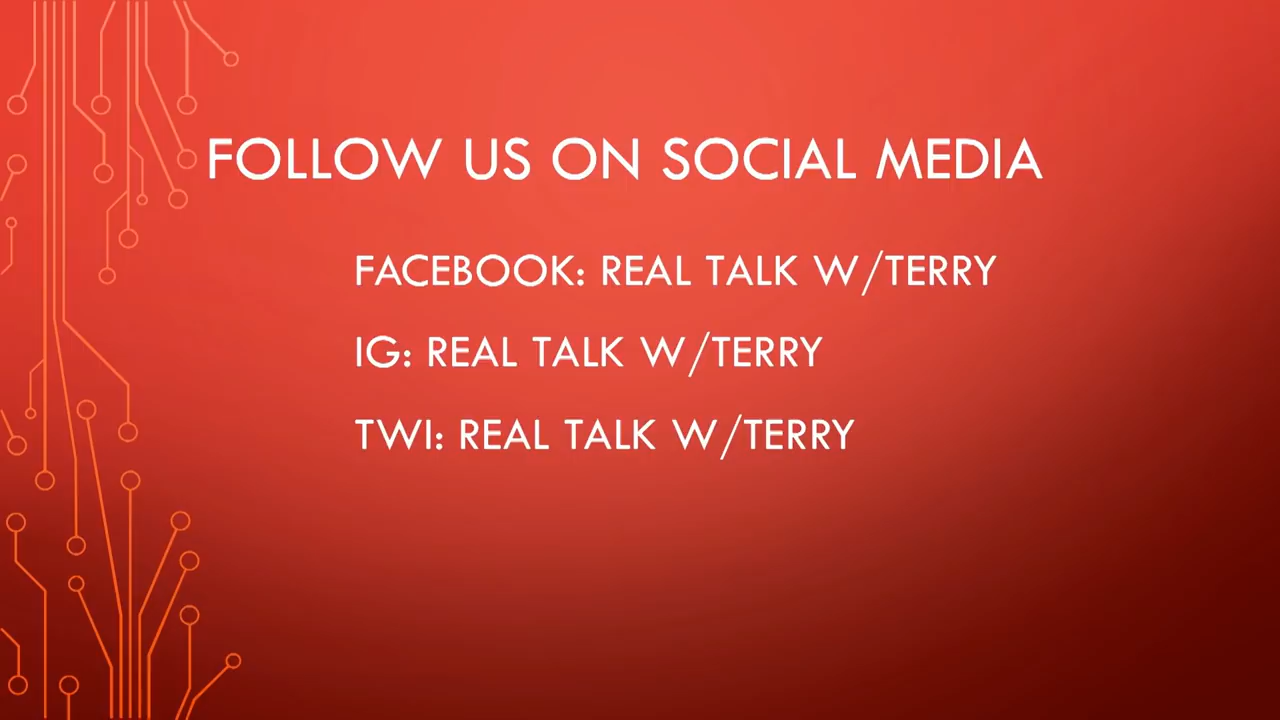 FOLLOW US ON SOCIAL MEDIA
FACEBOOK: REAL TALK W/TERRY
IG: REAL TALK W/TERRY
TWI: REAL TALK W/TERRY